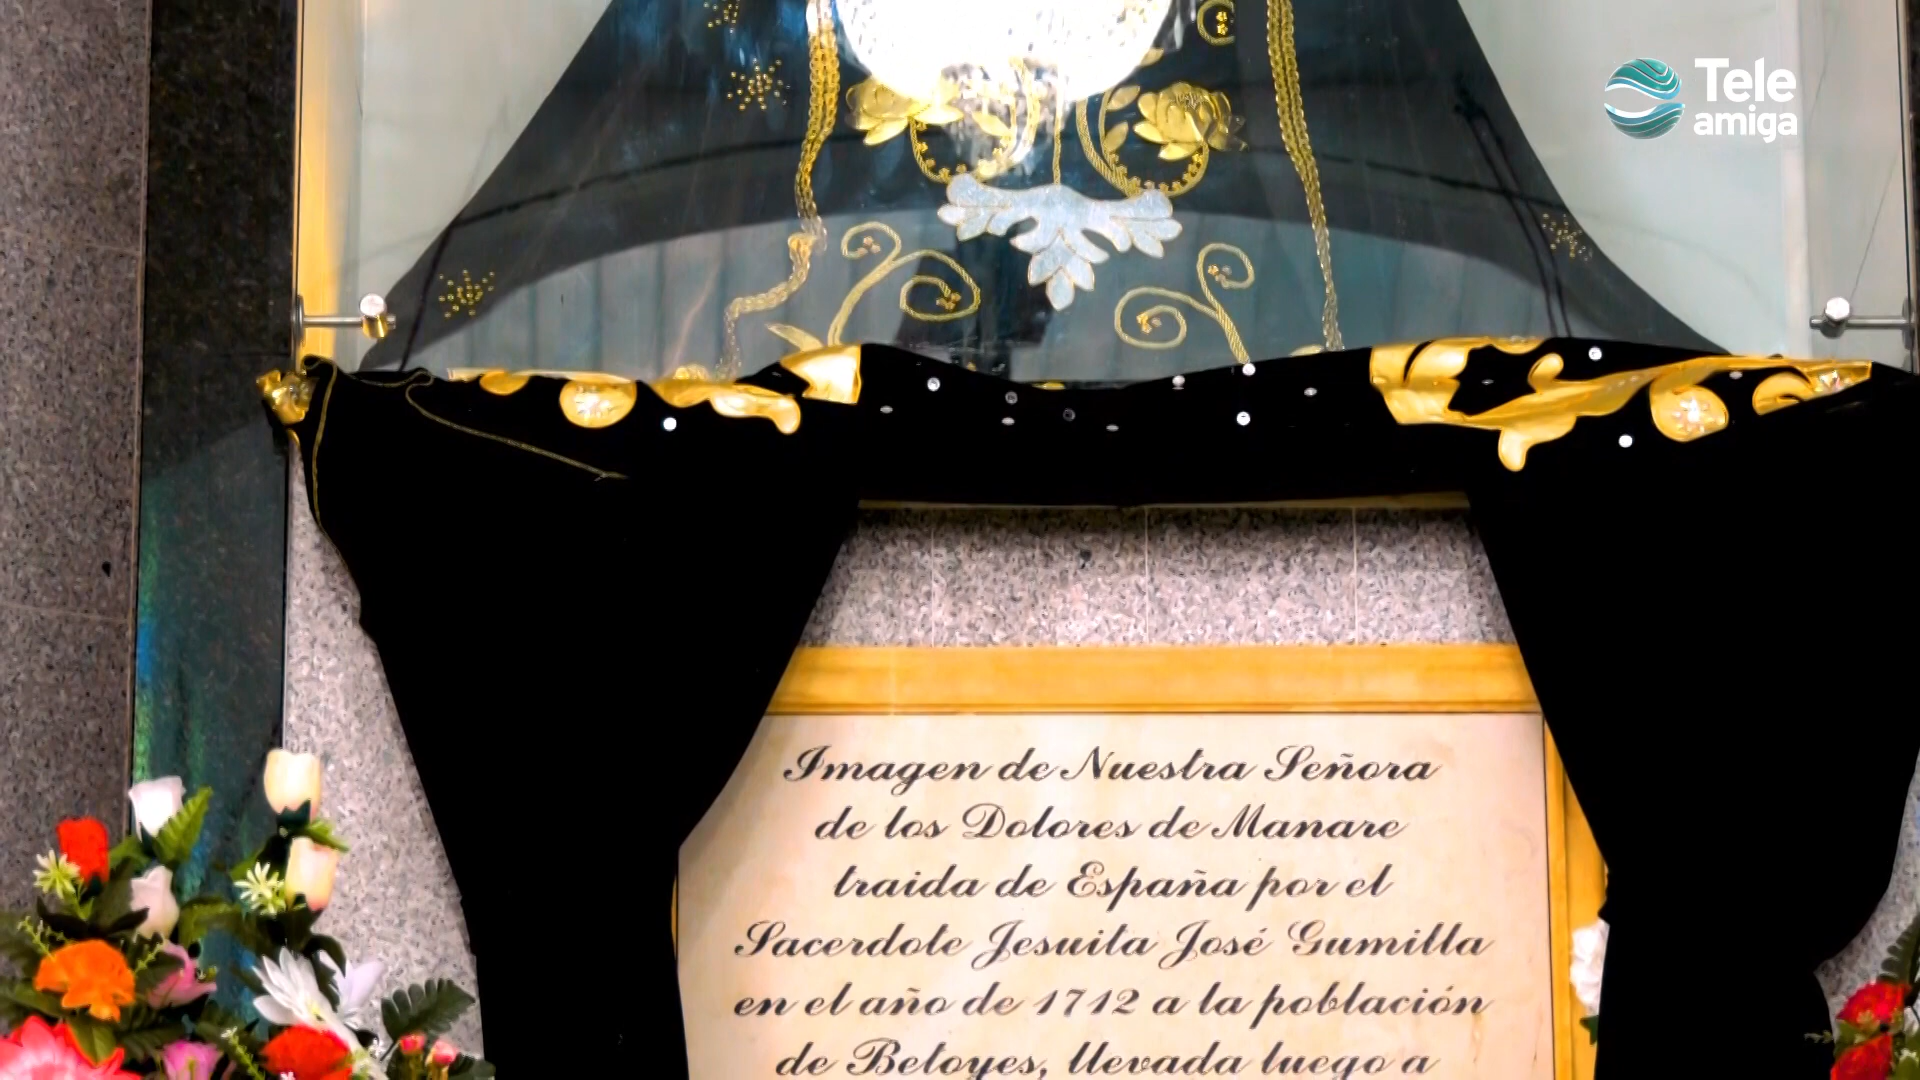 Tele
amiga
Imagen de Nuestra Señora
de los Dolores de Manare
traida de España por el
Sacerdote Jesuita José Gumilla
en el año de 1712 a la población
de Betoyes, llevada luego a